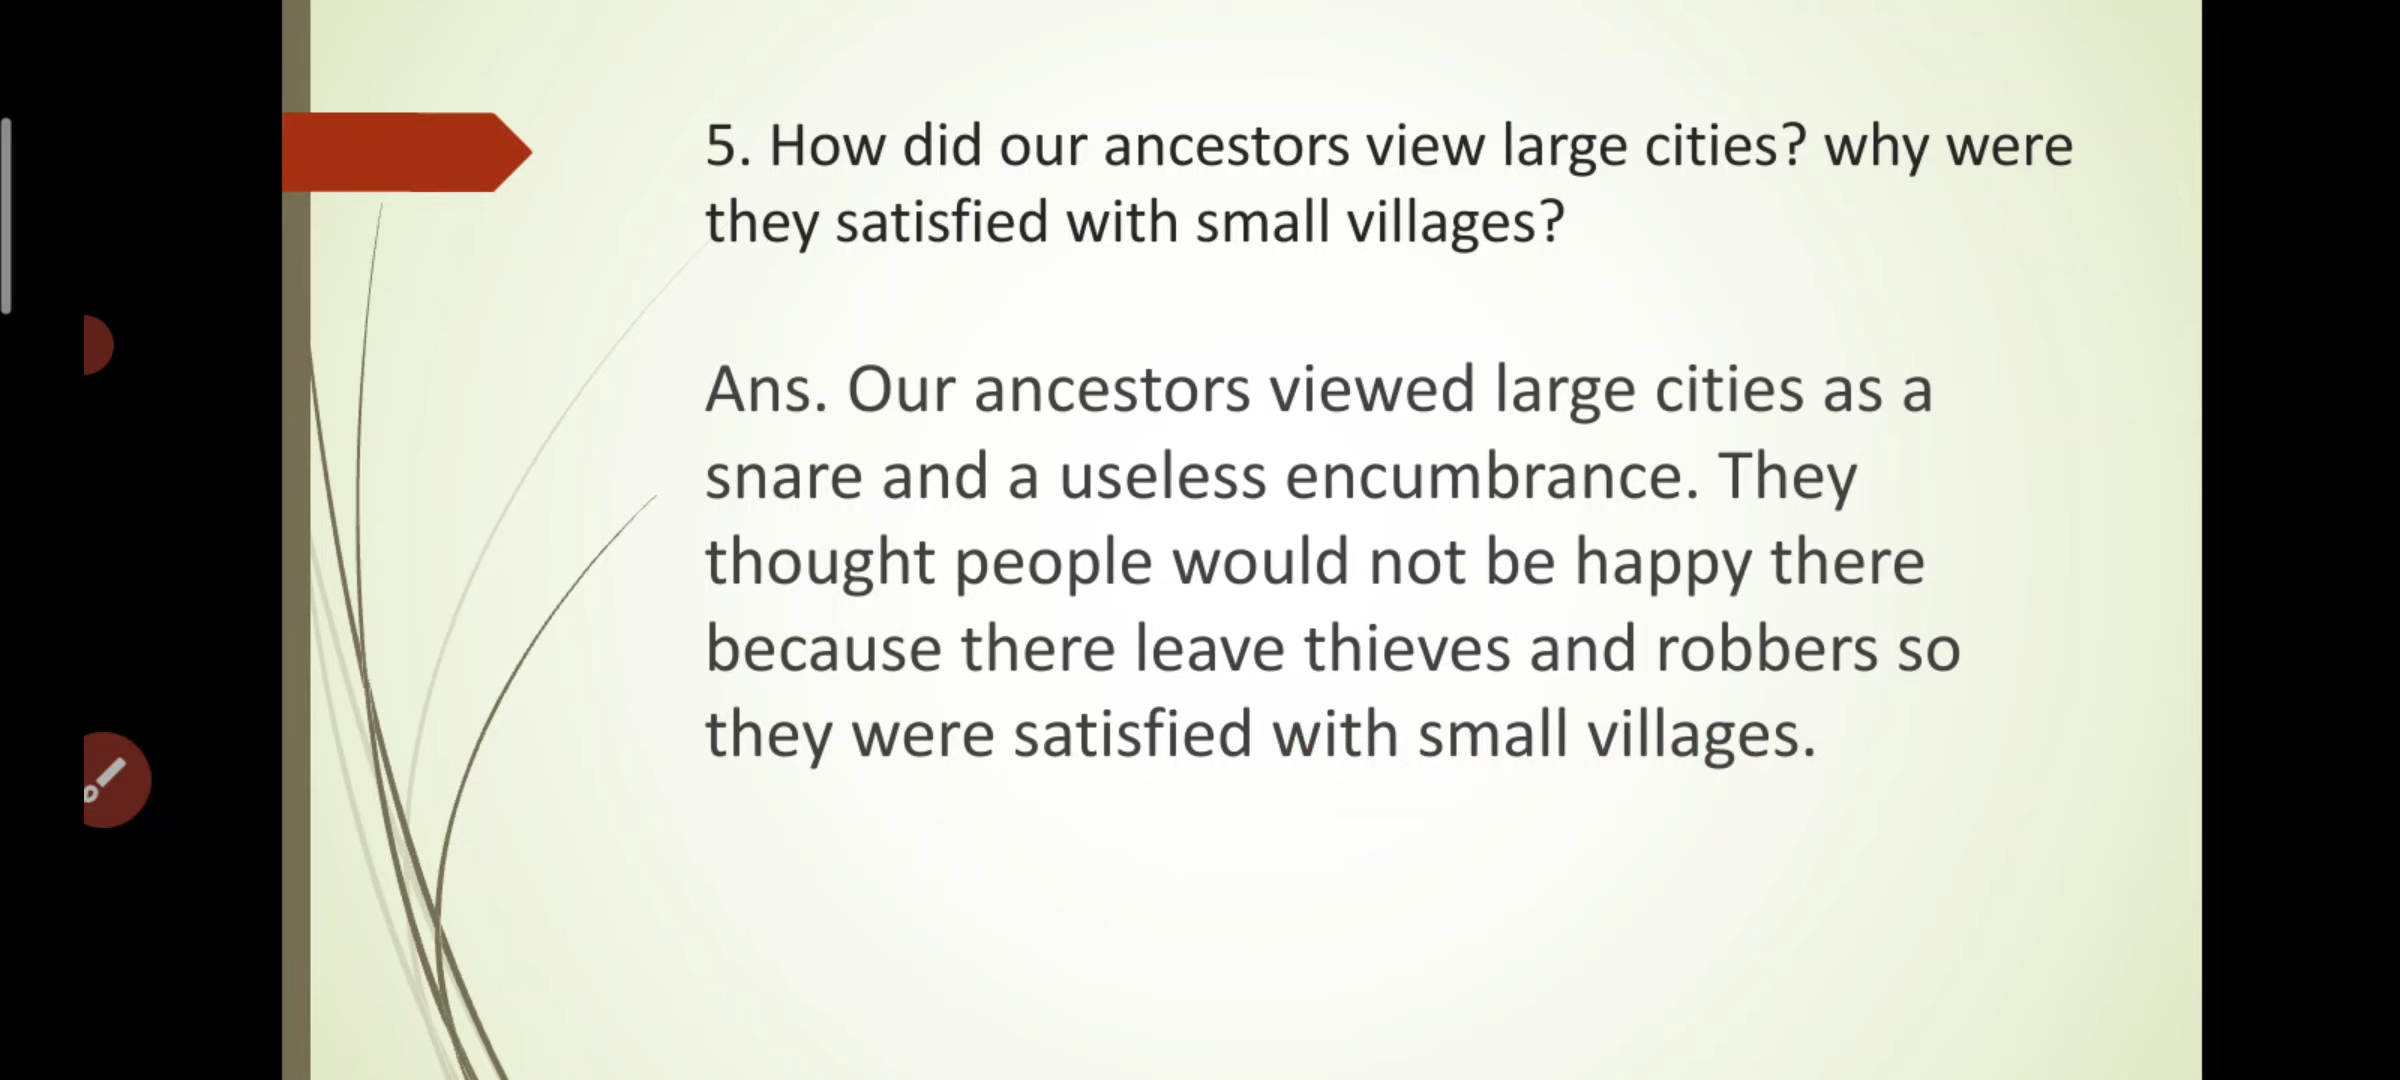 5. How did our ancestors view large cities? why were
they satisfied with small villages?
Ans. Our ancestors viewed large cities as a
snare and a useless encumbrance. They
thought people would not be happy there
because there leave thieves and robbers so
they were satisfied with small villages.